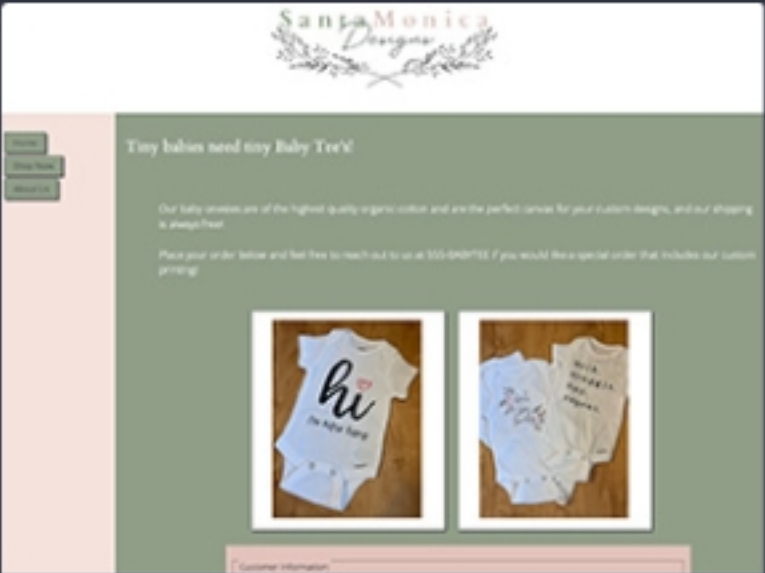 SantaMonica
Designs
Home
Shop Now
About Us
Tiny babies need tiny Baby Tee's!
Our baby onesies are of the highest quality organic cotton and are the perfect canvas for your custom designs, and our shipping
is always free!
Place your order below and feel free to reach out to us at 555-BABYTEE if you would like a special order that includes our custom
printing!
hi
I'm new here
Customer Information